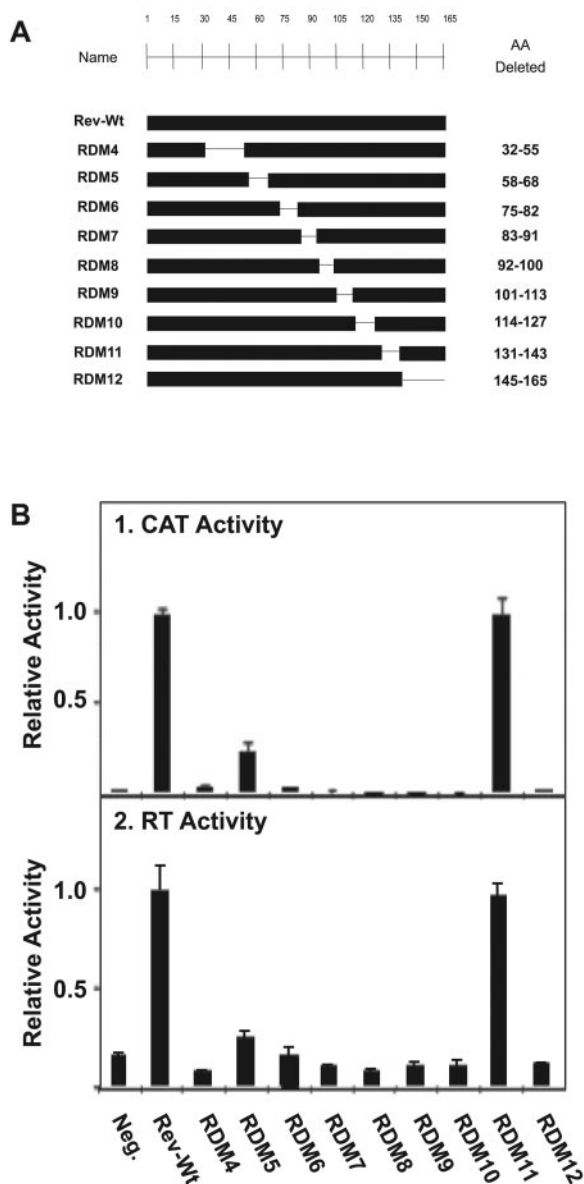 A
1 15 30 45 60 75 90 105 120 135 150 165
Name
AA
Deleted
Rev-Wt
RDM4 32-55
RDM5 58-68
RDM6 75-82
RDM7 83-91
RDM8 92-100
RDM9 101-113
RDM10 114-127
RDM11 131-143
RDM12 145-165
B
1. CAT Activity
Relative Activity
1.0
0.5
2. RT Activity
Relative Activity
1.0
0.5
Neg. Rev-Wt RDM4 RDM5 RDM6 RDM7 RDM8 RDM9 RDM10 RDM11 RDM12